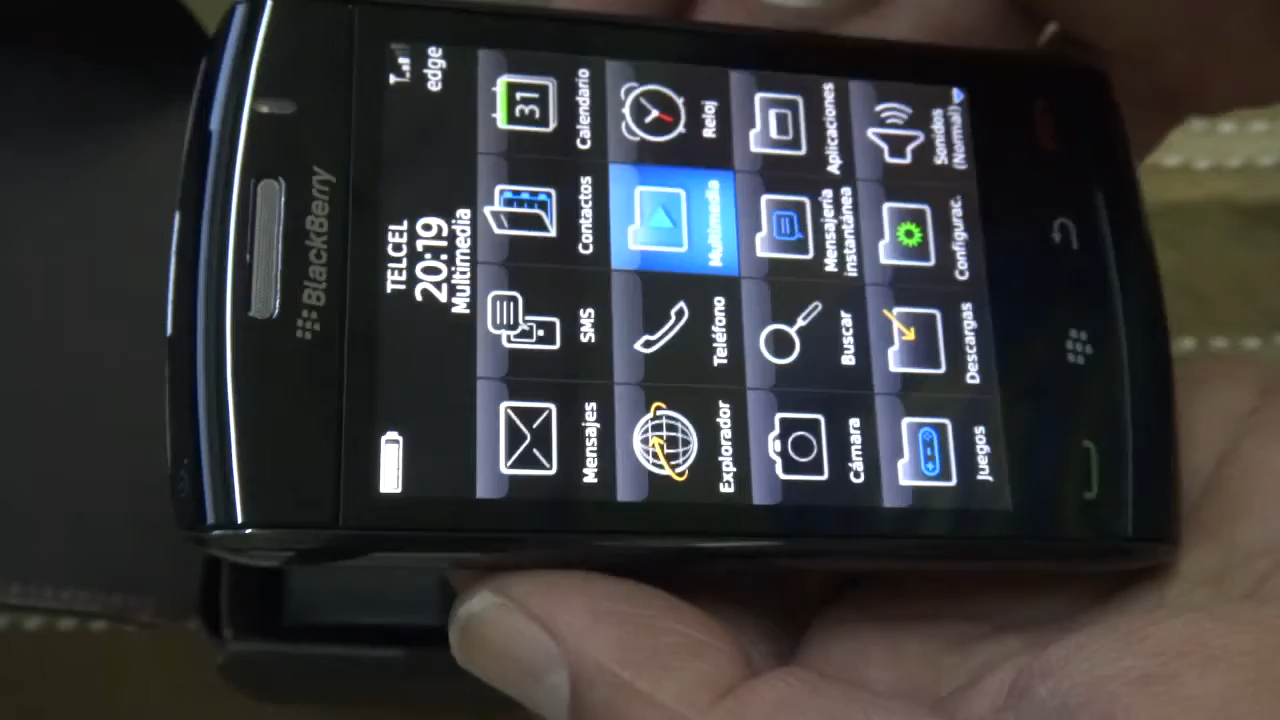 BlackBerry
edge
TELCEL
20:19
Multimedia
Mensajes
SMS
Contactos
31
Calendario
Explorador
Teléfono
Multimedia
Reloj
Cámara
Buscar
Mensajería
instantánea
Aplicaciones
Juegos
Descargas
Configurac.
Sonidos
(Normal)